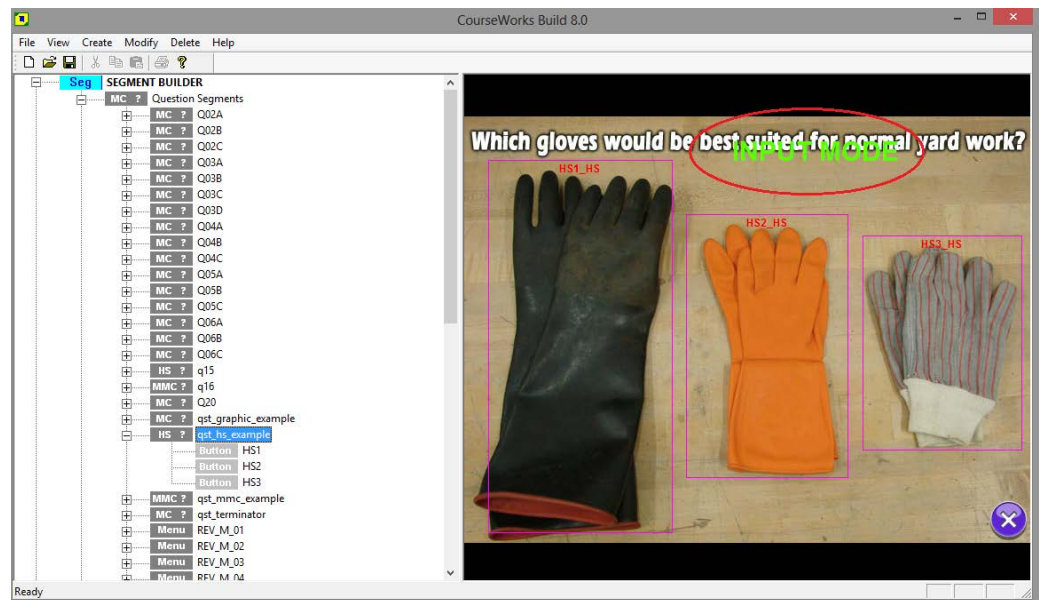 CourseWorks Build 8.0
File View Create Modify Delete Help
Seg SEGMENT BUILDER
MC ? Question Segments
MC ? Q02A
MC ? Q02B
MC ? Q02C
MC ? Q03A
MC ? Q03B
MC ? Q03C
MC ? Q03D
MC ? Q04A
MC ? Q04B
MC ? Q04C
MC ? Q05A
MC ? Q05B
MC ? Q05C
MC ? Q06A
MC ? Q06B
MC ? Q06C
HS ? q15
MMC ? q16
MC ? Q20
MC ? qst_graphic_example
HS ? qst_hs_example
Button HS1
Button HS2
Button HS3
MMC ? qst_mmc_example
MC ? qst_terminator
Menu REV_M_01
Menu REV_M_02
Menu REV_M_03
Menu REV_M_04
Which gloves would be best suited for normal yard work?
INPUT MODE
HS1_HS
HS2_HS
HS3_HS
Ready